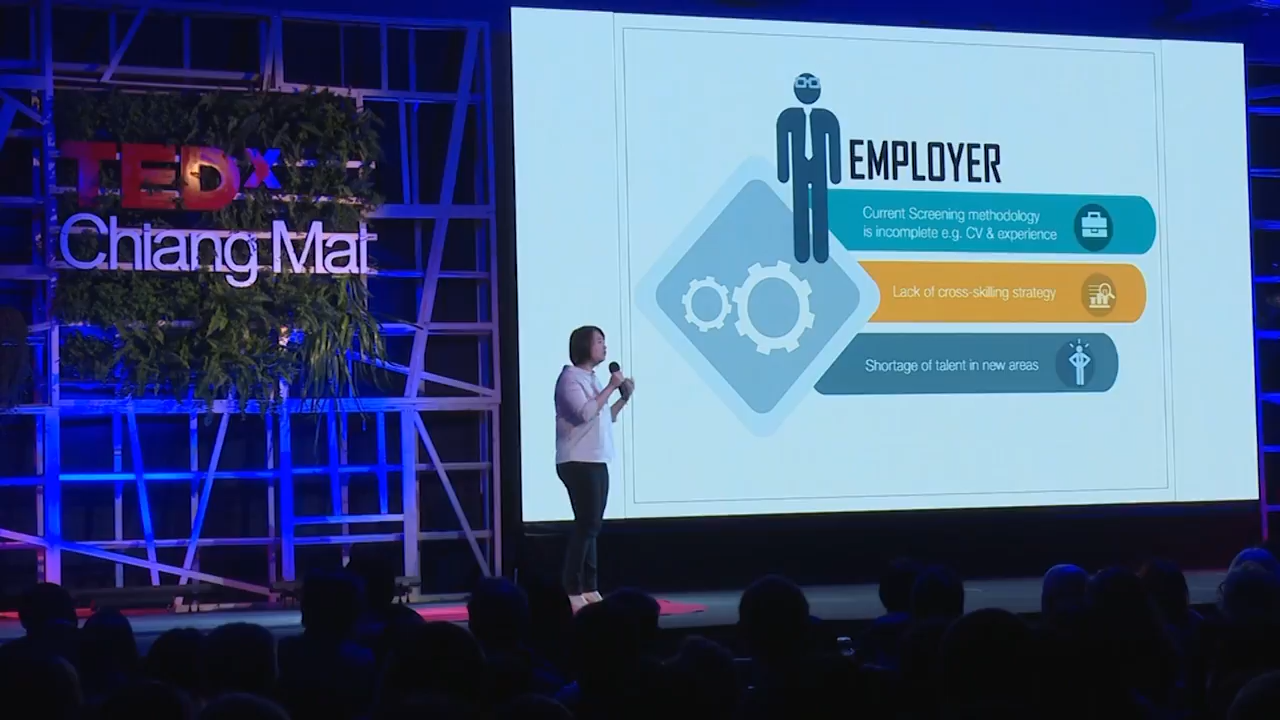 TEDx
Chiang Mai
EMPLOYER
Current Screening methodology
is incomplete e.g. CV & experience
Lack of cross-skilling strategy
Shortage of talent in new areas